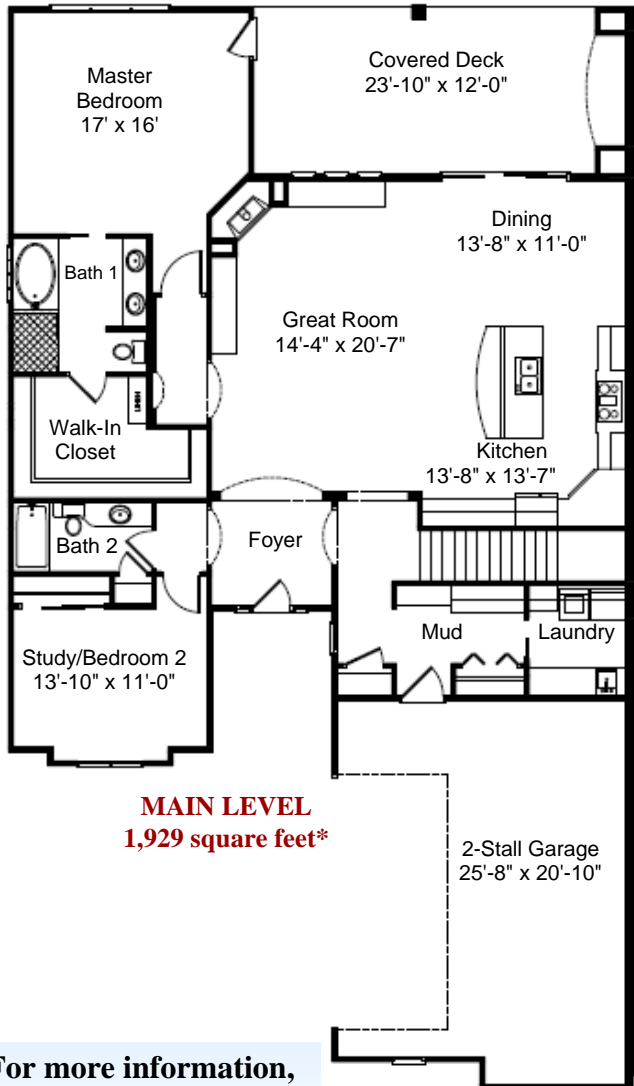 Master
Bedroom
17' x 16'
Covered Deck
23'-10" x 12'-0"
Dining
13'-8" x 11'-0"
Bath 1
Great Room
14'-4" x 20'-7"
LINEN
Walk-In
Closet
Kitchen
13'-8" x 13'-7"
Bath 2
Foyer
Mud
Laundry
Study/Bedroom 2
13'-10" x 11'-0"
MAIN LEVEL
1,929 square feet*
2-Stall Garage
25'-8" x 20'-10"
For more information,